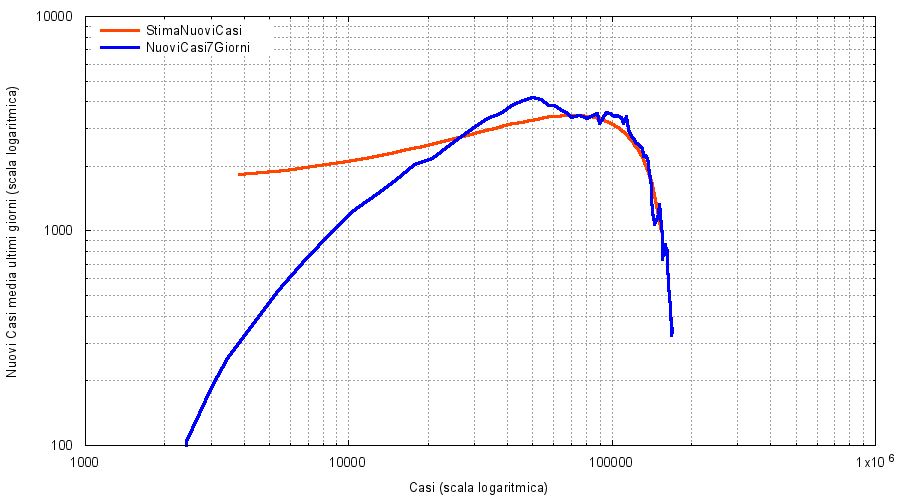 10000
StimaNuoviCasi
NuoviCasi7Giorni
Nuovi Casi media ultimi giorni (scala logaritmica)
1000
100
1000 10000 100000 1x10 6
Casi (scala logaritmica)